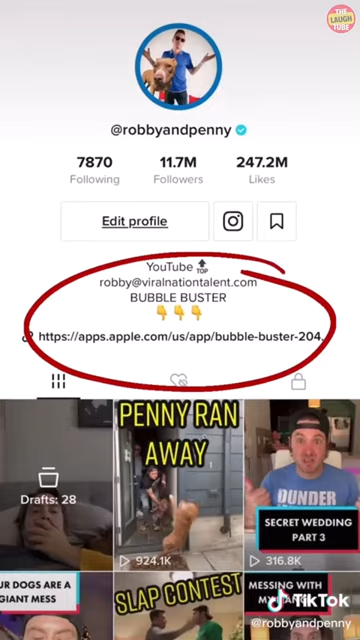 THE
LAUGH
TUBE
@robbyandpenny
7870
11.7M
247.2M
Following
Followers
Likes
Edit profile
YouTube 🔝
robby@viralnationtalent.com
BUBBLE BUSTER
👇👇👇
https://apps.apple.com/us/app/bubble-buster-204.
PENNY RAN
AWAY
Drafts: 28
DUNDER
SECRET WEDDING
PART 3
924.1K
316.8K
UR DOGS ARE A
GIANT MESS
SLAP CONTEST
MESSING WITH
TikTok
@robbyandpenny